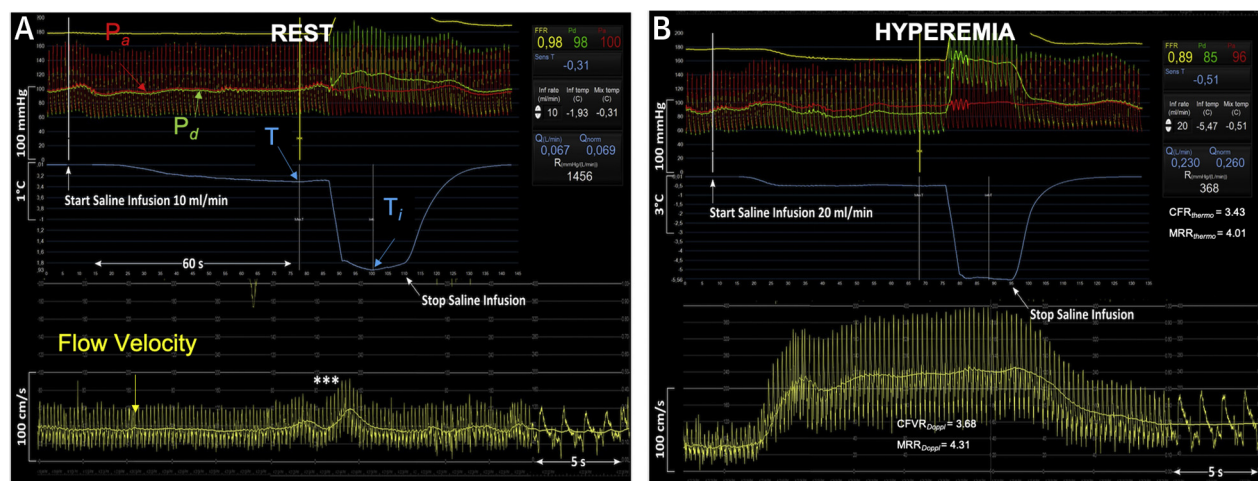 A
REST
P a
P d
100 mmHg
FFR Pd Pa
0,98 98 100
Sens T
-0,31
Inf rate (ml/min) Inf temp (C) Mix temp (C)
10 -1,93 -0,31
Q(L/min) Qnorm
0,067 0,069
R(mmHg/(L/min))
1456
T
T i
1°C
Start Saline Infusion 10 ml/min
60 s
Stop Saline Infusion
Flow Velocity
***
100 cm/s
5 s
B
HYPEREMIA
100 mmHg
FFR Pd Pa
0,89 85 96
Sens T
-0,51
Inf rate (ml/min) Inf temp (C) Mix temp (C)
20 -5,47 -0,51
Q(L/min) Qnorm
0,230 0,260
R(mmHg/(L/min))
368
3°C
Start Saline Infusion 20 ml/min
CFRthermo = 3.43
MRRthermo = 4.01
Stop Saline Infusion
CFVRDoppl = 3,68
MRRDoppl = 4.31
100 cm/s
5 s